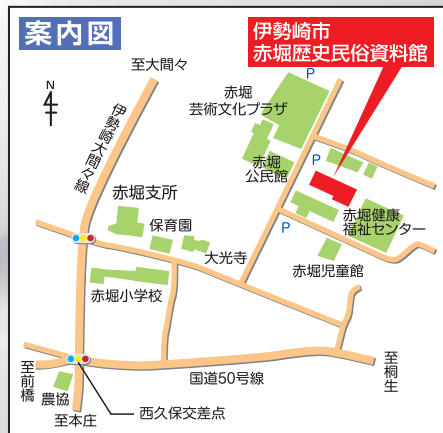 案内図
伊勢崎市
赤堀歴史民俗資料館
至大間々
P
赤堀
芸術文化プラザ
N
伊勢崎大間々線
赤堀
公民館
P
赤堀支所
保育園
赤堀健康
福祉センター
P
大光寺
赤堀児童館
赤堀小学校
至前橋
国道50号線
至桐生
農協
西久保交差点
至本庄